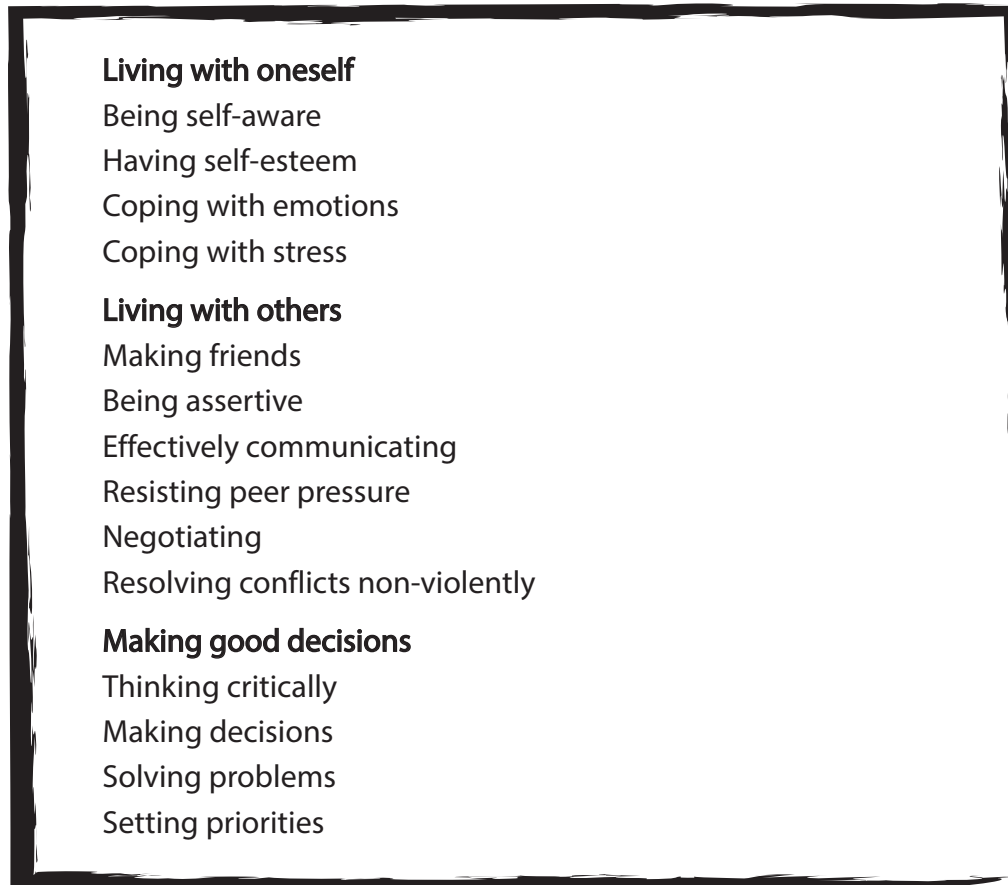 Living with oneself
Being self-aware
Having self-esteem
Coping with emotions
Coping with stress
Living with others
Making friends
Being assertive
Effectively communicating
Resisting peer pressure
Negotiating
Resolving conflicts non-violently
Making good decisions
Thinking critically
Making decisions
Solving problems
Setting priorities